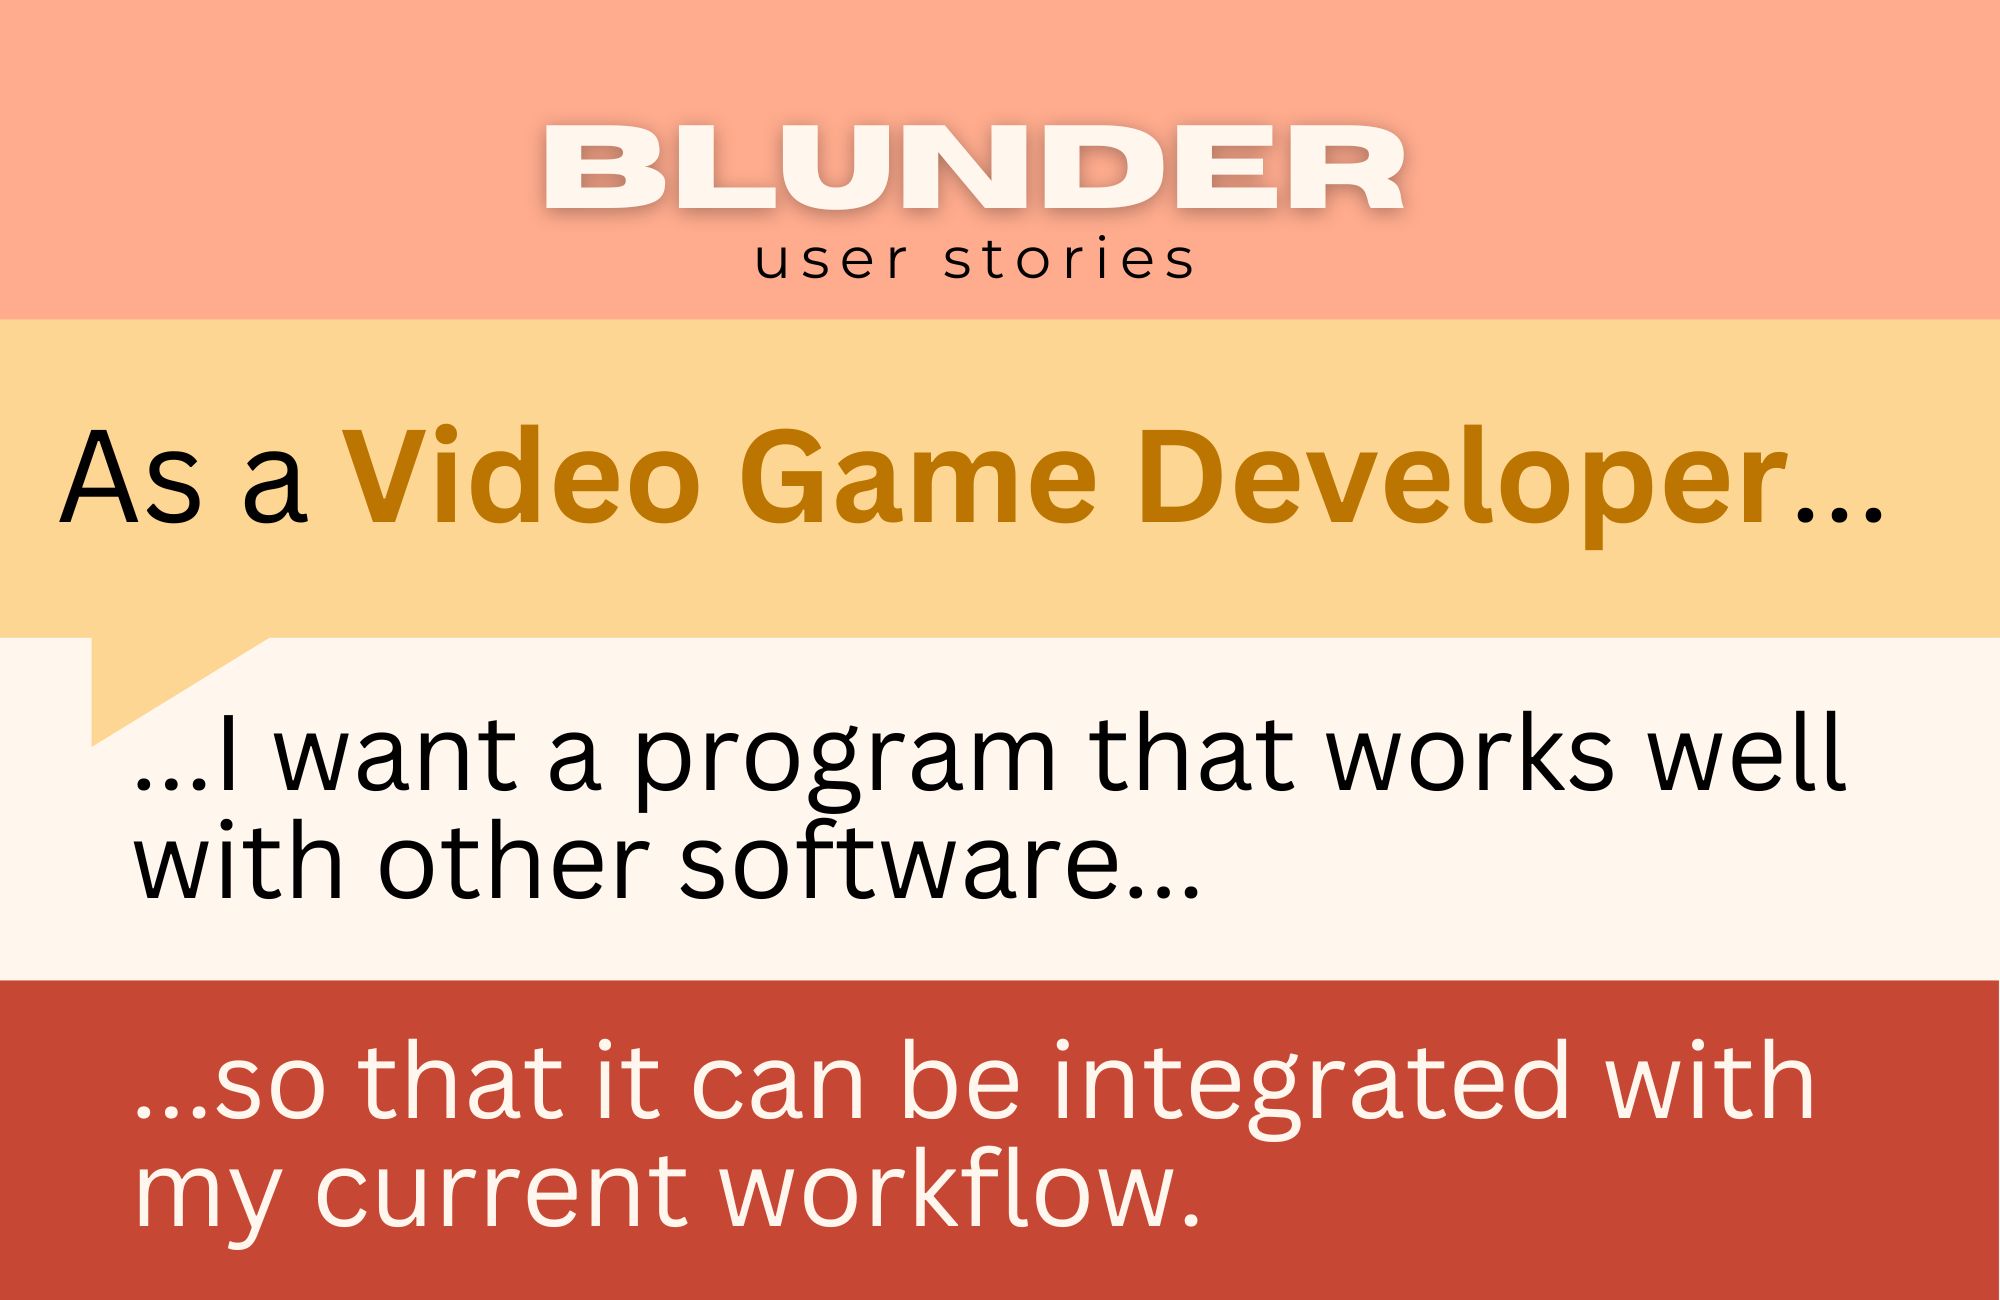 BLUNDER
user stories
As a Video Game Developer...
...I want a program that works well
with other software...
...so that it can be integrated with
my current workflow.